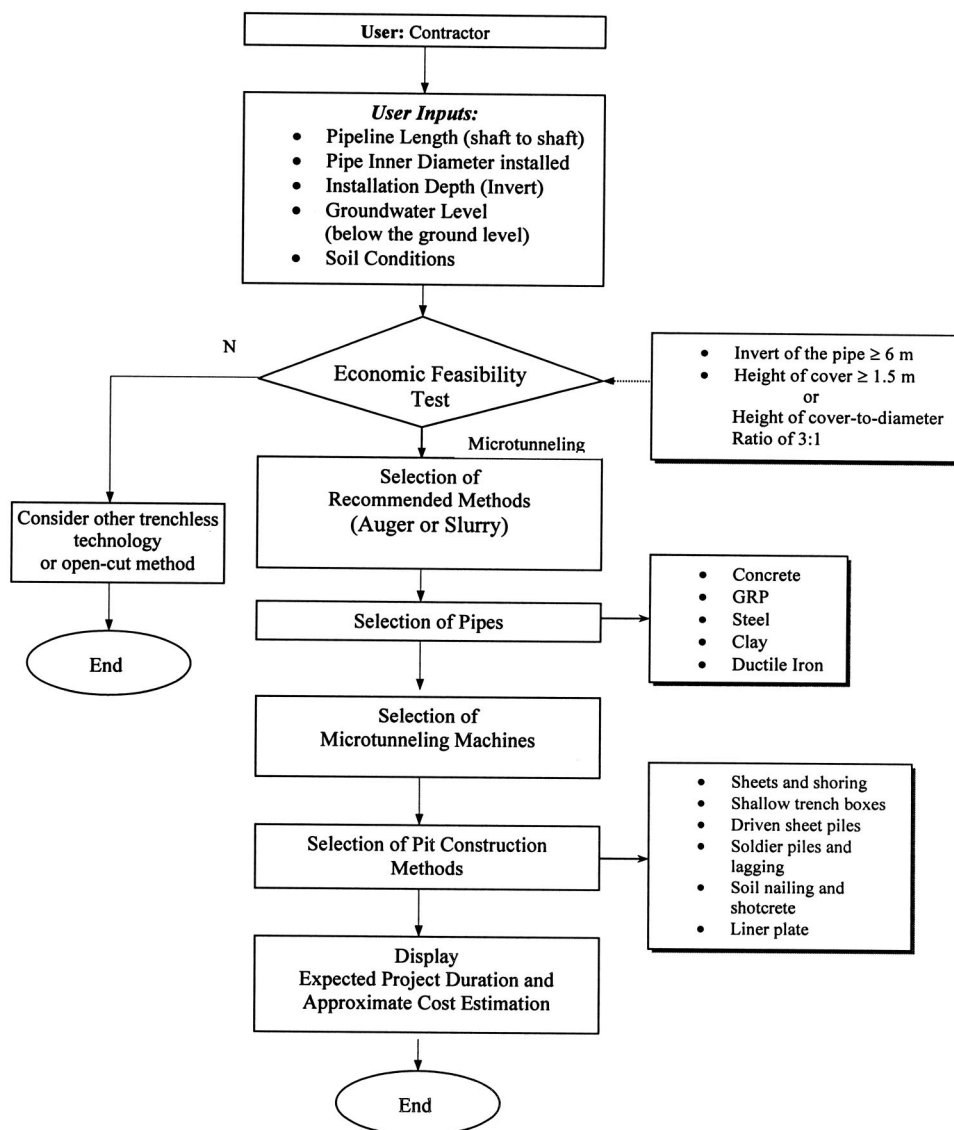 User: Contractor
User Inputs:
• Pipeline Length (shaft to shaft)
• Pipe Inner Diameter installed
• Installation Depth (Invert)
• Groundwater Level
(below the ground level)
• Soil Conditions
N
Economic Feasibility
Test
• Invert of the pipe ≥ 6 m
• Height of cover ≥ 1.5 m
or
Height of cover-to-diameter
Ratio of 3:1
Microtunneling
Selection of
Recommended Methods
(Auger or Slurry)
Consider other trenchless
technology
or open-cut method
End
Selection of Pipes
• Concrete
• GRP
• Steel
• Clay
• Ductile Iron
Selection of
Microtunneling Machines
Selection of Pit Construction
Methods
• Sheets and shoring
• Shallow trench boxes
• Driven sheet piles
• Soldier piles and
lagging
• Soil nailing and
shotcrete
• Liner plate
Display
Expected Project Duration and
Approximate Cost Estimation
End